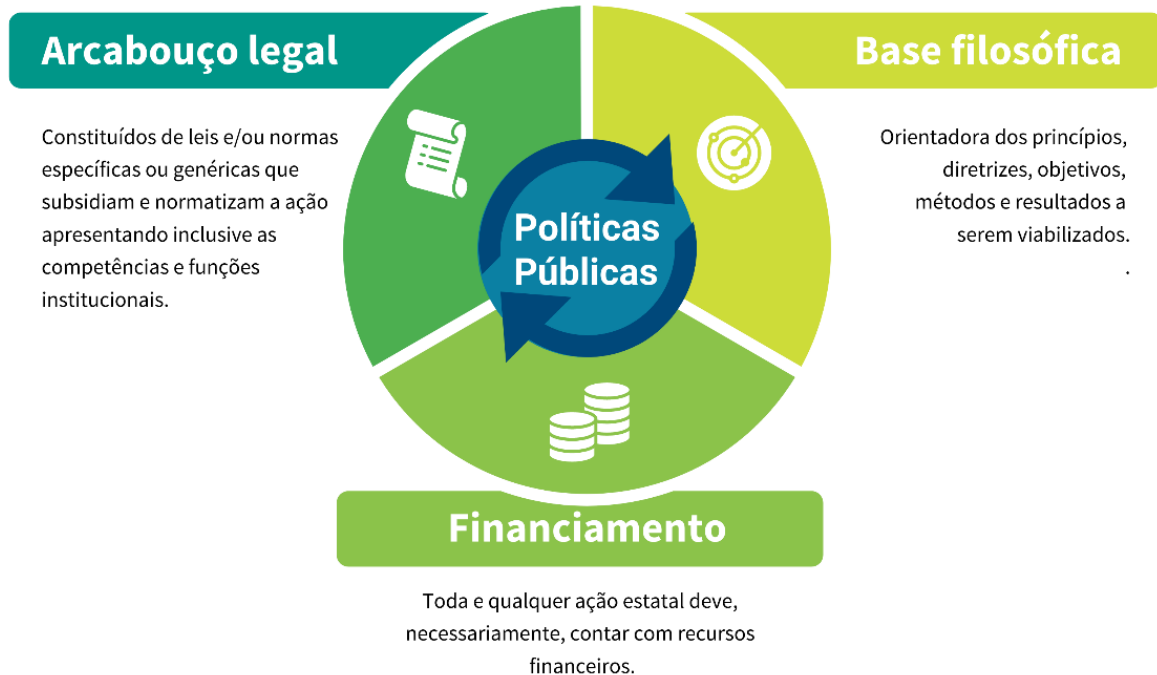 Arcabouço legal
Constituídos de leis e/ou normas
específicas ou genéricas que
subsidiam e normatizam a ação
apresentando inclusive as
competências e funções
institucionais.
Base filosófica
Orientadora dos princípios,
diretrizes, objetivos,
métodos e resultados a
serem viabilizados.
.
Políticas
Públicas
Financiamento
Toda e qualquer ação estatal deve,
necessariamente, contar com recursos
financeiros.